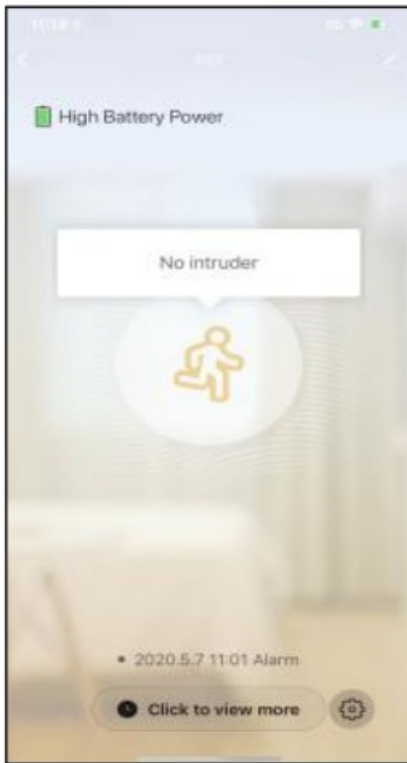 High Battery Power
No intruder
• 2020.5.7 11:01 Alarm
Click to view more